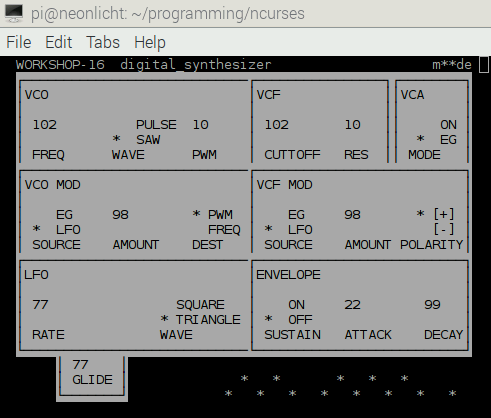 pi@neonlicht: ~/programming/ncurses
File Edit Tabs Help
WORKSHOP-16 digital_synthesizer m**de
VCO VCF VCA
102 PULSE 10 102 10 ON
* SAW * EG
FREQ WAVE PWM CUTTOFF RES MODE
VCO MOD VCF MOD
EG 98 * PWM EG 98 * [+]
* LFO FREQ * LFO [-]
SOURCE AMOUNT DEST SOURCE AMOUNT POLARITY
LFO ENVELOPE
77 SQUARE ON 22 99
* TRIANGLE * OFF
RATE WAVE SUSTAIN ATTACK DECAY
77
GLIDE * * * * *
* * * * * * * *